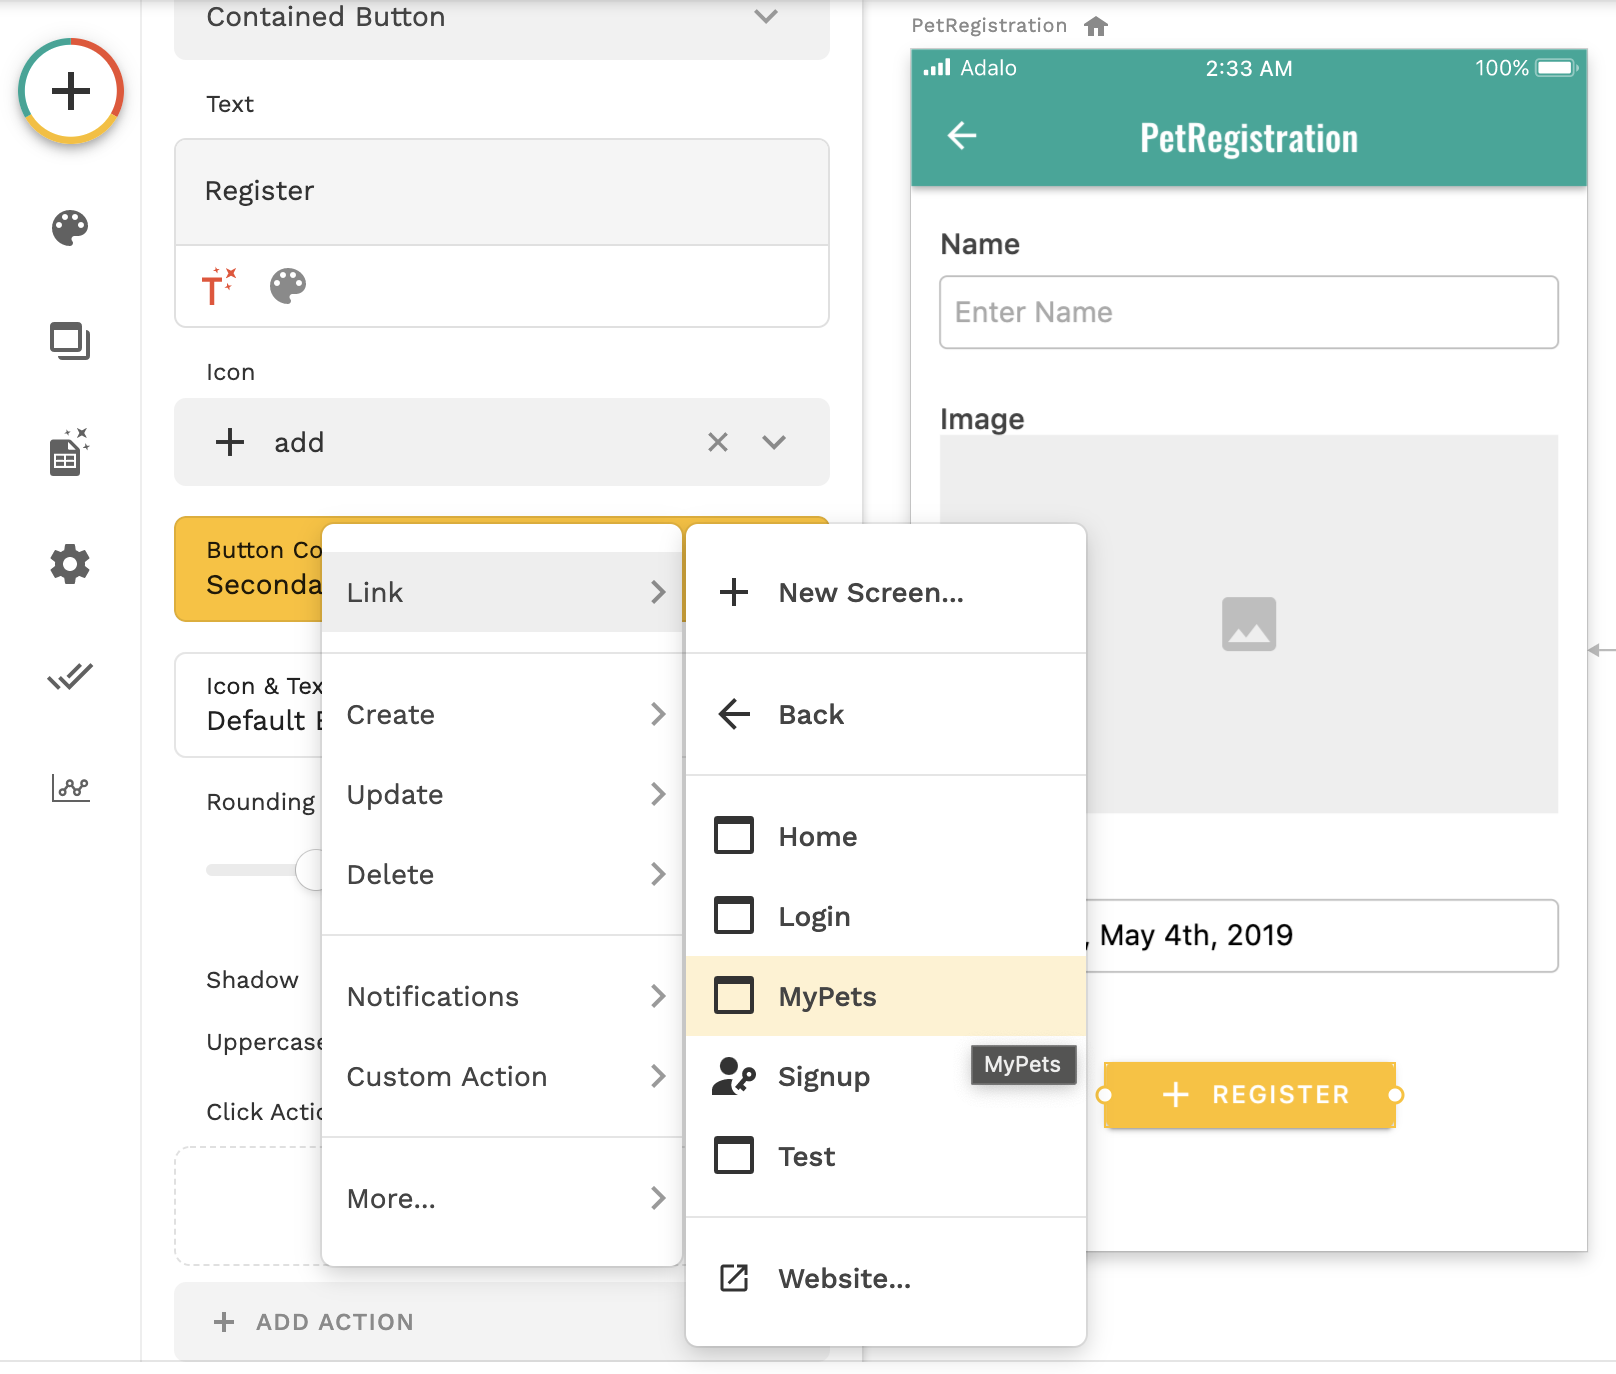 Contained Button
Text
Register
Icon
add
Button Co
Seconda
Icon & Tex
Default
Rounding
Shadow
Uppercase
Click Actio
ADD ACTION
Link
Create
Update
Delete
Notifications
Custom Action
More...
New Screen...
Back
Home
Login
MyPets
Signup
Test
Website...
MyPets
PetRegistration
Adalo 2:33 AM 100%
PetRegistration
Name
Enter Name
Image
, May 4th, 2019
REGISTER